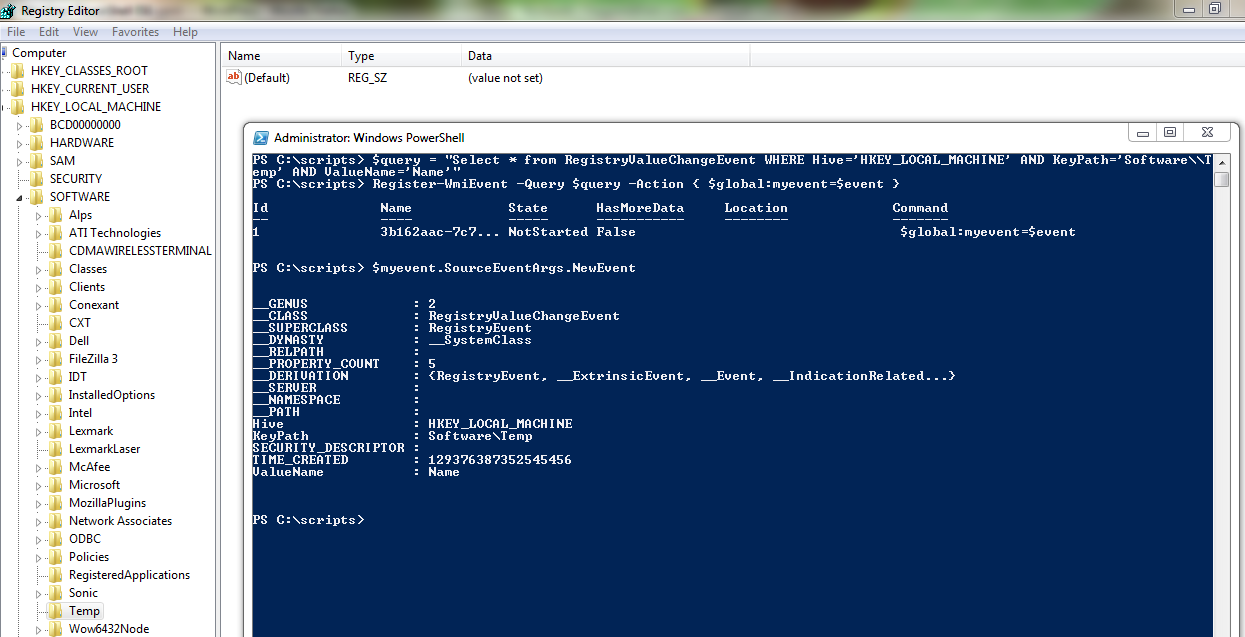 Registry Editor
File Edit View Favorites Help
Computer
HKEY_CLASSES_ROOT
HKEY_CURRENT_USER
HKEY_LOCAL_MACHINE
BCD00000000
HARDWARE
SAM
SECURITY
SOFTWARE
Alps
ATI Technologies
CDMAWIRELESSTERMINAL
Classes
Clients
Conexant
CXT
Dell
FileZilla 3
IDT
InstalledOptions
Intel
Lexmark
LexmarkLaser
McAfee
Microsoft
MozillaPlugins
Network Associates
ODBC
Policies
RegisteredApplications
Sonic
Temp
Wow6432Node
Name Type Data
ab (Default) REG_SZ (value not set)
Administrator: Windows PowerShell
PS C:\scripts> $query = "Select * from RegistryValueChangeEvent WHERE Hive='HKEY_LOCAL_MACHINE' AND KeyPath='Software\\T
emp' AND ValueName='Name'"
PS C:\scripts> Register-WmiEvent -Query $query -Action { $global:myevent=$event }
Id Name State HasMoreData Location Command
-- ---- ----- ----------- -------- -------
1 3b162aac-7c7... NotStarted False $global:myevent=$event
PS C:\scripts> $myevent.SourceEventArgs.NewEvent
__GENUS : 2
__CLASS : RegistryValueChangeEvent
__SUPERCLASS : RegistryEvent
__DYNASTY : __SystemClass
__RELPATH :
__PROPERTY_COUNT : 5
__DERIVATION : {RegistryEvent, __ExtrinsicEvent, __Event, __IndicationRelated...}
__SERVER :
__NAMESPACE :
__PATH :
Hive : HKEY_LOCAL_MACHINE
KeyPath : Software\Temp
SECURITY_DESCRIPTOR :
TIME_CREATED : 129376387352545456
ValueName : Name
PS C:\scripts>